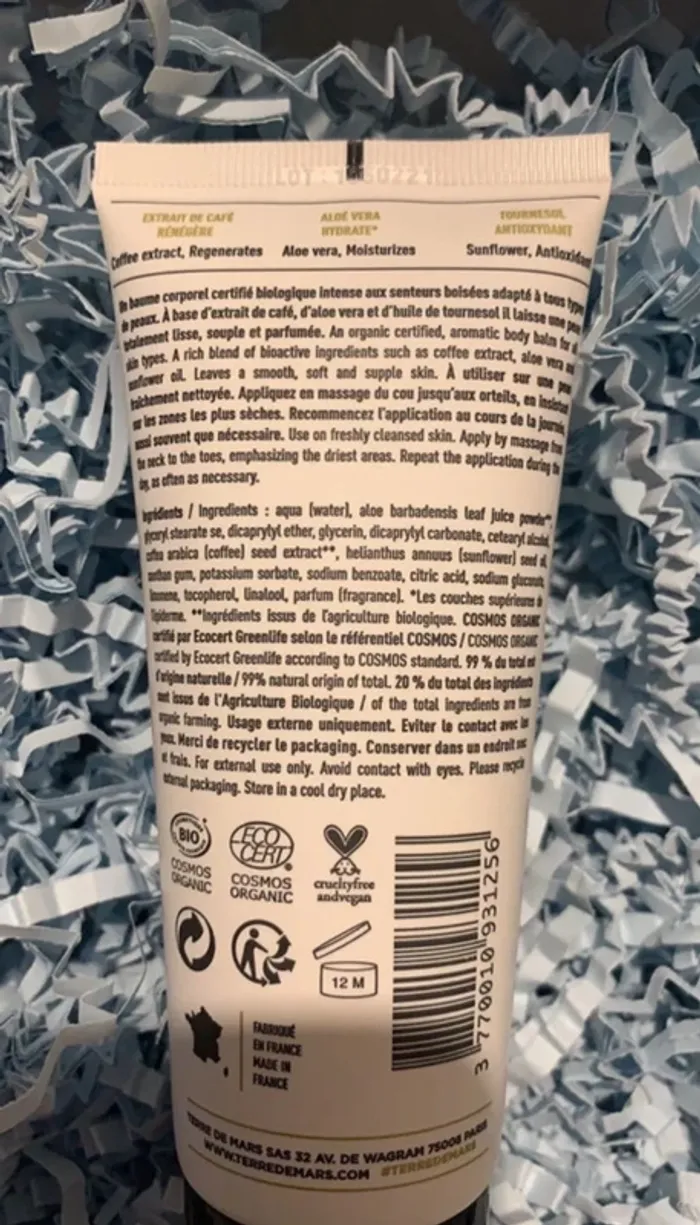 LOT
EXTRAIT DE CAFÉ
RÉNÉGÈRE
ALOÉ VERA
HYDRATE*
TOURNESOL
ANTIOXYDANT
Coffee extract, Regenerates
Aloe vera, Moisturizes
Sunflower, Antioxidant
Un baume corporel certifié biologique intense aux senteurs boisées adapté à tous types
de peaux. À base d'extrait de café, d'aloe vera et d'huile de tournesol il laisse une peau
totalement lisse, souple et parfumée. An organic certified, aromatic body balm for all
skin types. A rich blend of bioactive ingredients such as coffee extract, aloe vera and
sunflower oil. Leaves a smooth, soft and supple skin. À utiliser sur une peau
fraîchement nettoyée. Appliquez en massage du cou jusqu'aux orteils, en insistant
sur les zones les plus sèches. Recommencez l'application au cours de la journée
aussi souvent que nécessaire. Use on freshly cleansed skin. Apply by massage from
the neck to the toes, emphasizing the driest areas. Repeat the application during the
day, as often as necessary.
Ingrédients / Ingredients : aqua (water), aloe barbadensis leaf juice powder**,
glyceryl stearate se, dicaprylyl ether, glycerin, dicaprylyl carbonate, cetearyl alcohol,
coffea arabica (coffee) seed extract**, helianthus annuus (sunflower) seed oil,
xanthan gum, potassium sorbate, sodium benzoate, citric acid, sodium gluconate,
limonene, tocopherol, linalool, parfum (fragrance). *Les couches supérieures de
l'épiderme. **Ingrédients issus de l'agriculture biologique. COSMOS ORGANIC
certifié par Ecocert Greenlife selon le référentiel COSMOS / COSMOS ORGANIC
certified by Ecocert Greenlife according to COSMOS standard. 99 % du total est
d'origine naturelle / 99% natural origin of total. 20 % du total des ingrédients
sont issus de l'Agriculture Biologique / of the total ingredients are from
organic farming. Usage externe uniquement. Eviter le contact avec les
yeux. Merci de recycler le packaging. Conserver dans un endroit sec
et frais. For external use only. Avoid contact with eyes. Please recycle
external packaging. Store in a cool dry place.
BIO
COSMOS
ORGANIC
ECO
CERT
COSMOS
ORGANIC
crueltyfree
andvegan
12 M
3 770010 931256
FABRIQUÉ
EN FRANCE
MADE IN
FRANCE
TERRE DE MARS SAS 32 AV. DE WAGRAM 75008 PARIS
WWW.TERREDEMARS.COM #TERREDEMARS